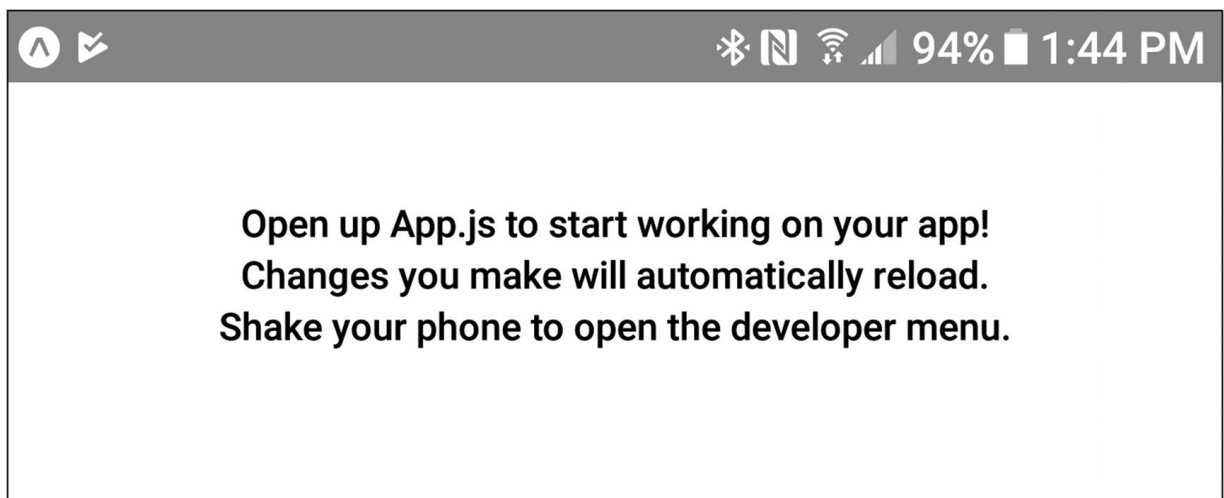 94% 1:44 PM
Open up App.js to start working on your app!
Changes you make will automatically reload.
Shake your phone to open the developer menu.